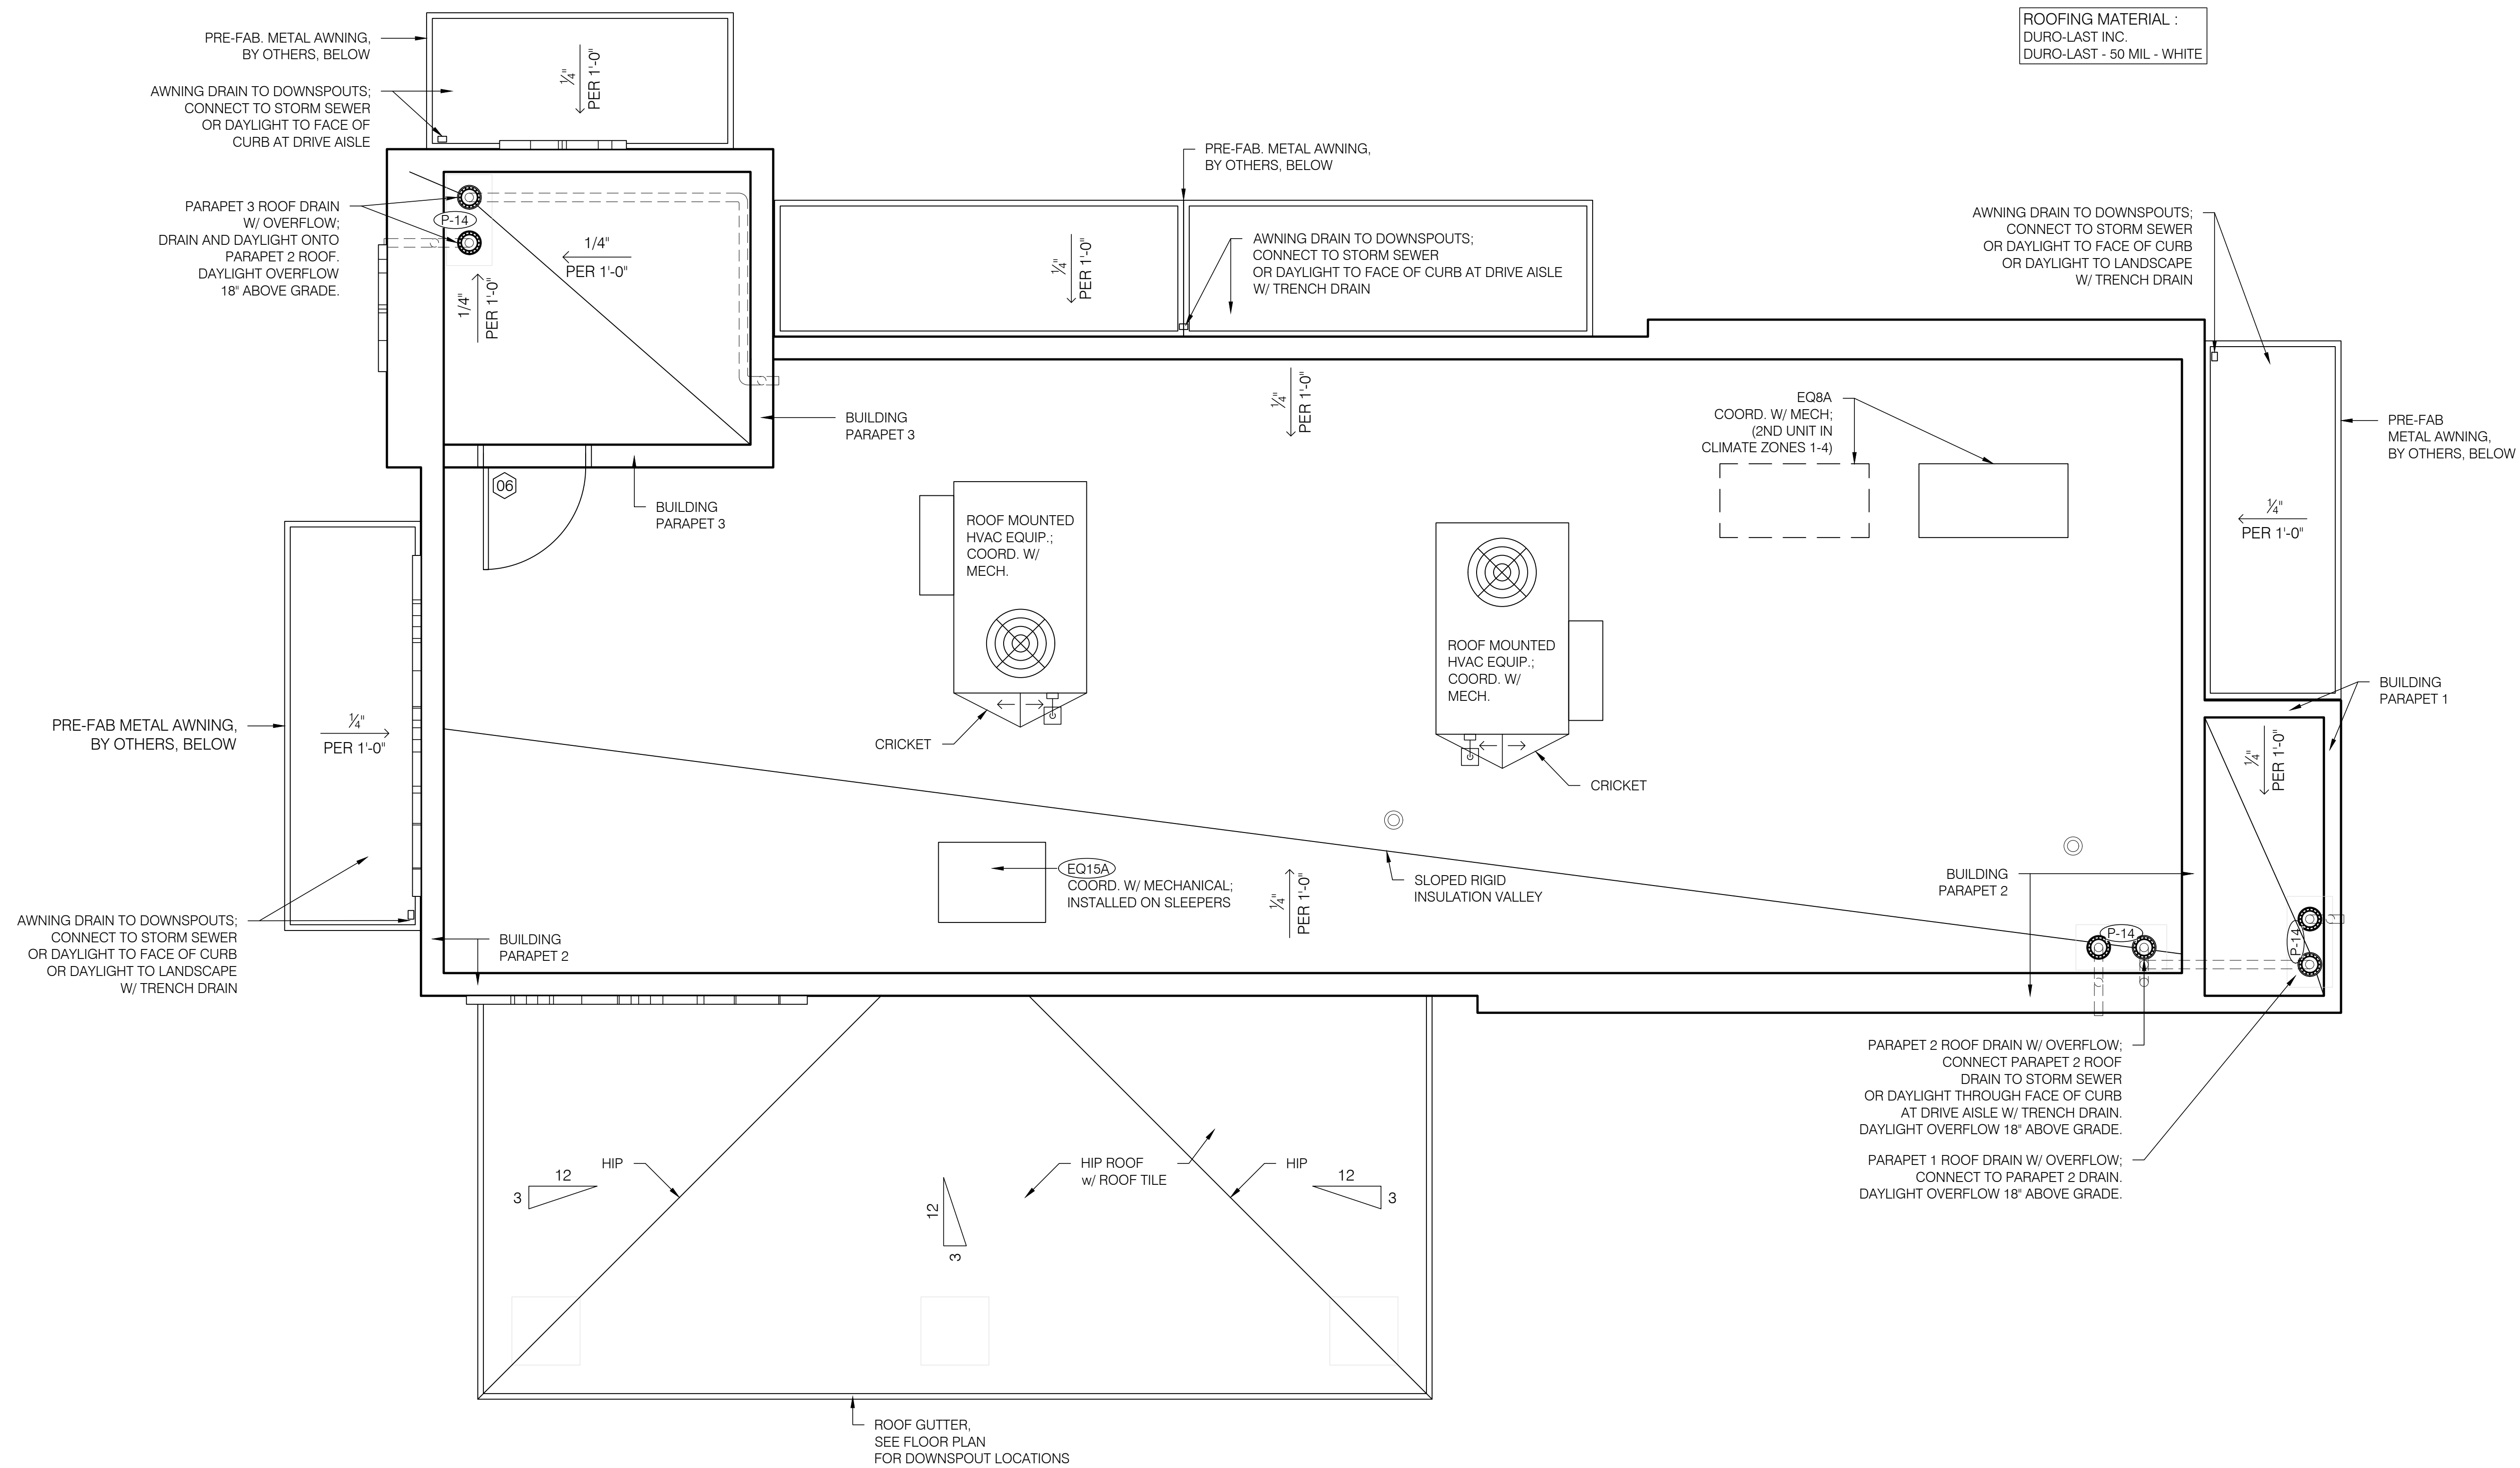 ROOFING MATERIAL :
DURO-LAST INC.
DURO-LAST - 50 MIL - WHITE
PRE-FAB. METAL AWNING,
BY OTHERS, BELOW
AWNING DRAIN TO DOWNSPOUTS;
CONNECT TO STORM SEWER
OR DAYLIGHT TO FACE OF
CURB AT DRIVE AISLE
1/4"
PER 1'-0"
PARAPET 3 ROOF DRAIN
W/ OVERFLOW;
DRAIN AND DAYLIGHT ONTO
PARAPET 2 ROOF.
DAYLIGHT OVERFLOW
18" ABOVE GRADE.
P-14
1/4"
PER 1'-0"
1/4"
PER 1'-0"
PRE-FAB. METAL AWNING,
BY OTHERS, BELOW
1/4"
PER 1'-0"
AWNING DRAIN TO DOWNSPOUTS;
CONNECT TO STORM SEWER
OR DAYLIGHT TO FACE OF CURB AT DRIVE AISLE
W/ TRENCH DRAIN
AWNING DRAIN TO DOWNSPOUTS;
CONNECT TO STORM SEWER
OR DAYLIGHT TO FACE OF CURB
OR DAYLIGHT TO LANDSCAPE
W/ TRENCH DRAIN
BUILDING
PARAPET 3
1/4"
PER 1'-0"
EQ8A
COORD. W/ MECH;
(2ND UNIT IN
CLIMATE ZONES 1-4)
PRE-FAB
METAL AWNING,
BY OTHERS, BELOW
06
BUILDING
PARAPET 3
ROOF MOUNTED
HVAC EQUIP.;
COORD. W/
MECH.
1/4"
PER 1'-0"
ROOF MOUNTED
HVAC EQUIP.;
COORD. W/
MECH.
BUILDING
PARAPET 1
PRE-FAB METAL AWNING,
BY OTHERS, BELOW
1/4"
PER 1'-0"
CRICKET
CRICKET
1/4"
PER 1'-0"
EQ15A
COORD. W/ MECHANICAL;
INSTALLED ON SLEEPERS
1/4"
PER 1'-0"
SLOPED RIGID
INSULATION VALLEY
BUILDING
PARAPET 2
AWNING DRAIN TO DOWNSPOUTS;
CONNECT TO STORM SEWER
OR DAYLIGHT TO FACE OF CURB
OR DAYLIGHT TO LANDSCAPE
W/ TRENCH DRAIN
BUILDING
PARAPET 2
P-14
P-14
PARAPET 2 ROOF DRAIN W/ OVERFLOW;
CONNECT PARAPET 2 ROOF
DRAIN TO STORM SEWER
OR DAYLIGHT THROUGH FACE OF CURB
AT DRIVE AISLE W/ TRENCH DRAIN.
DAYLIGHT OVERFLOW 18" ABOVE GRADE.
PARAPET 1 ROOF DRAIN W/ OVERFLOW;
CONNECT TO PARAPET 2 DRAIN.
DAYLIGHT OVERFLOW 18" ABOVE GRADE.
12
3
HIP
12
3
HIP ROOF
w/ ROOF TILE
HIP
12
3
ROOF GUTTER,
SEE FLOOR PLAN
FOR DOWNSPOUT LOCATIONS